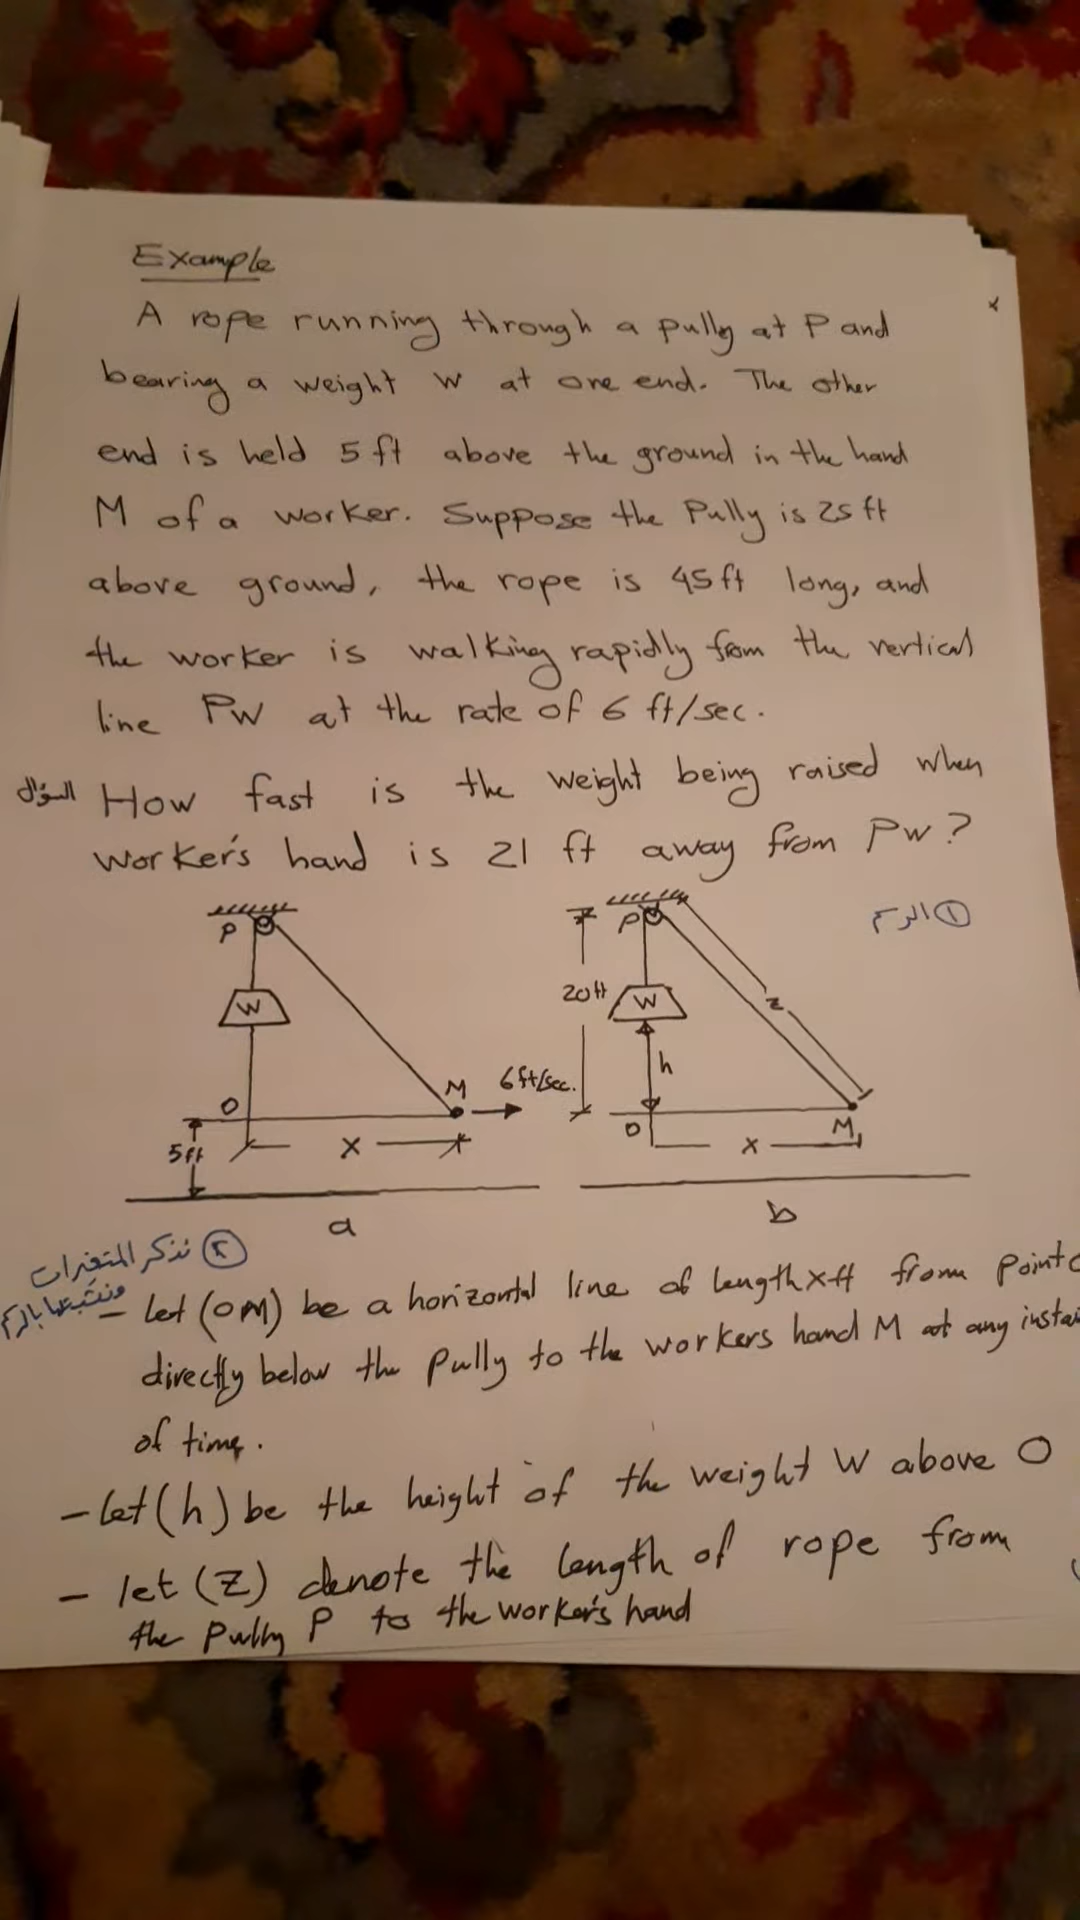 Example
A rope running through a pully at P and
bearing a weight W at one end. The other
end is held 5 ft above the ground in the hand
M of a worker. Suppose the Pully is 25 ft
above ground, the rope is 45 ft long, and
the worker is walking rapidly from the vertical
line PW at the rate of 6 ft/sec.
السؤال How fast is the weight being raised when
worker's hand is 21 ft away from PW?
① الرسم
P
W
O
M
6 ft/sec.
5 ft
x
a
P
20 ft
W
z
h
O
M
x
b
② نذكر المتغيرات
ونثبتها بالرسم
- Let (OM) be a horizontal line of length x ft from point
directly below the pully to the workers hand M at any
of time.
- Let (h) be the height of the weight W above O
- let (Z) denote the length of rope from
the pully P to the worker's hand